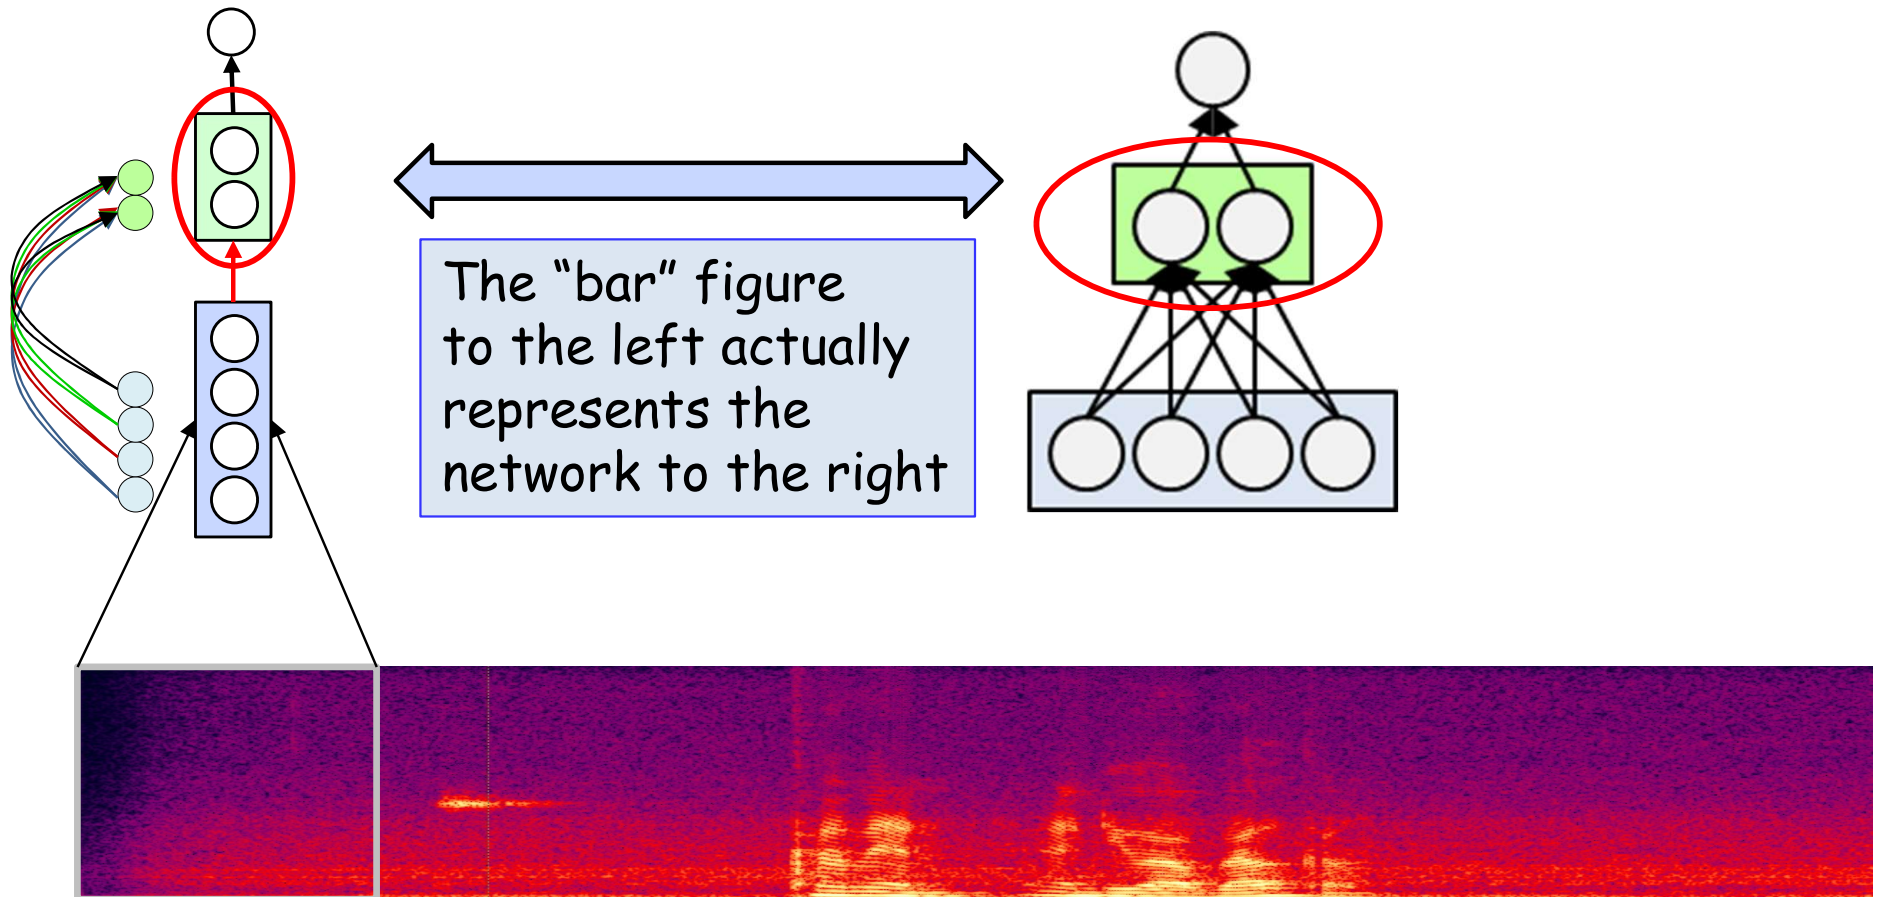 The “bar” figure
to the left actually
represents the
network to the right